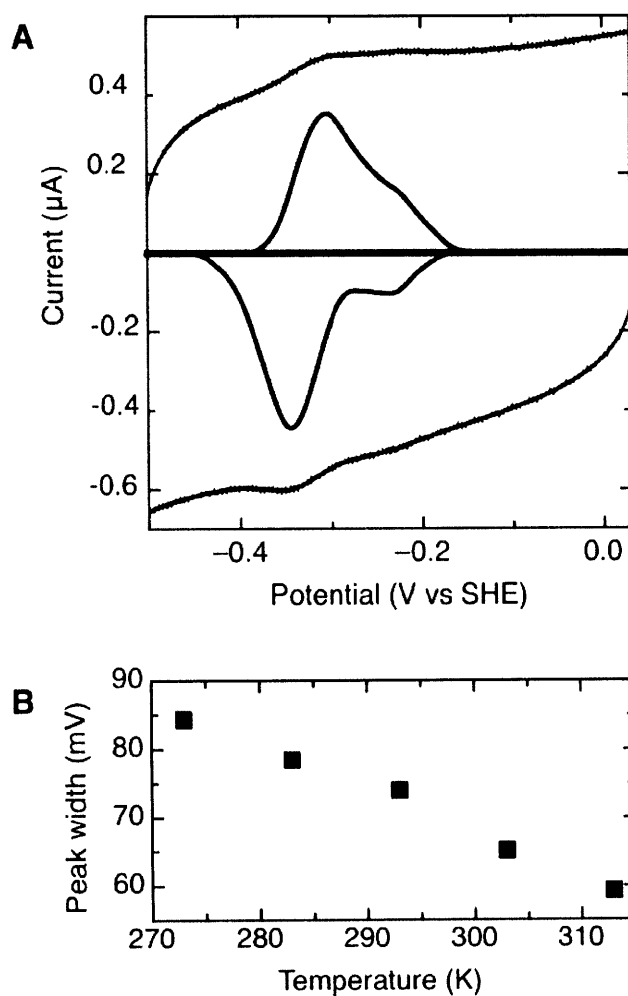 A
0.4
0.2
Current (µA)
-0.2
-0.4
-0.6
–0.4
–0.2
0.0
Potential (V vs SHE)
B
90
80
70
60
Peak width (mV)
270
280
290
300
310
Temperature (K)